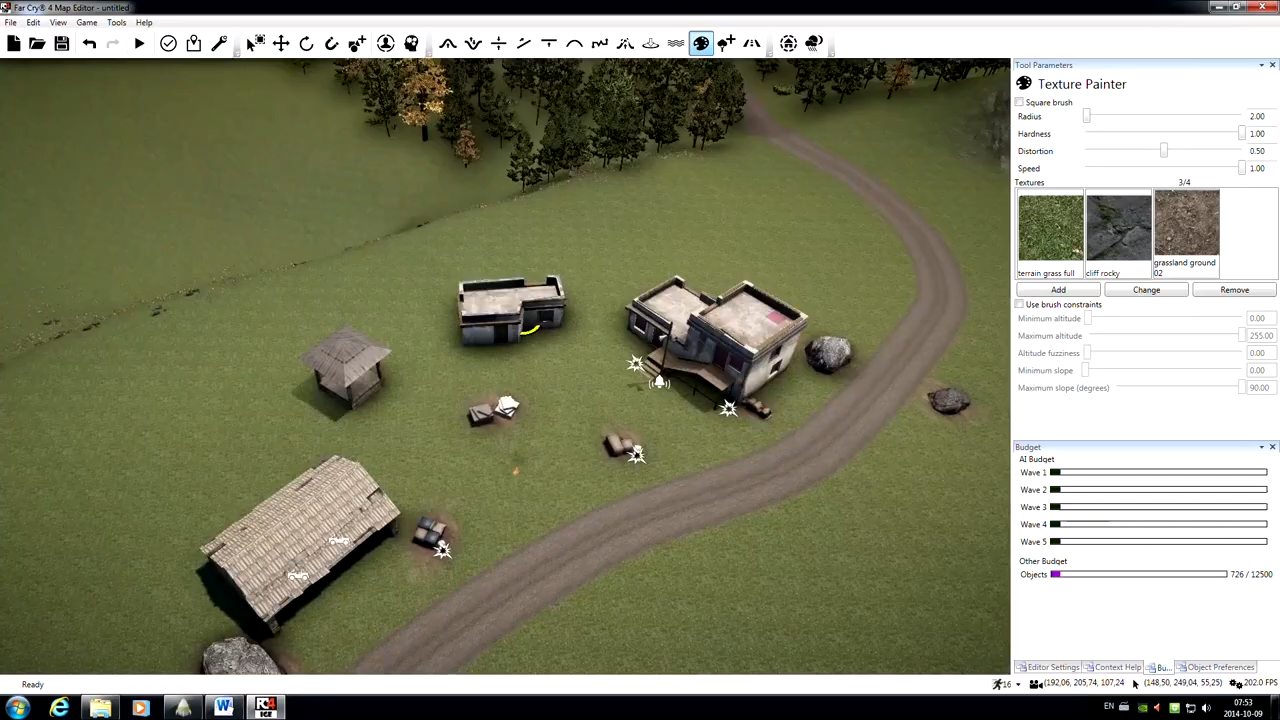 Far Cry® 4 Map Editor - untitled
File Edit View Game Tools Help
Tool Parameters
Texture Painter
Square brush
Radius 2.00
Hardness 1.00
Distortion 0.50
Speed 1.00
Textures 3/4
terrain grass full cliff rocky grassland ground 02
Add Change Remove
Use brush constraints
Minimum altitude 0.00
Maximum altitude 255.00
Altitude fuzziness 0.00
Minimum slope 0.00
Maximum slope (degrees) 90.00
Budget
AI Budget
Wave 1
Wave 2
Wave 3
Wave 4
Wave 5
Other Budget
Objects 726 / 12500
Editor Settings Context Help Bu... Object Preferences
Ready 16 (192,06, 205,74, 107,24) (148,50, 249,04, 55,25) 202.0 FPS
EN 07:53
2014-10-09